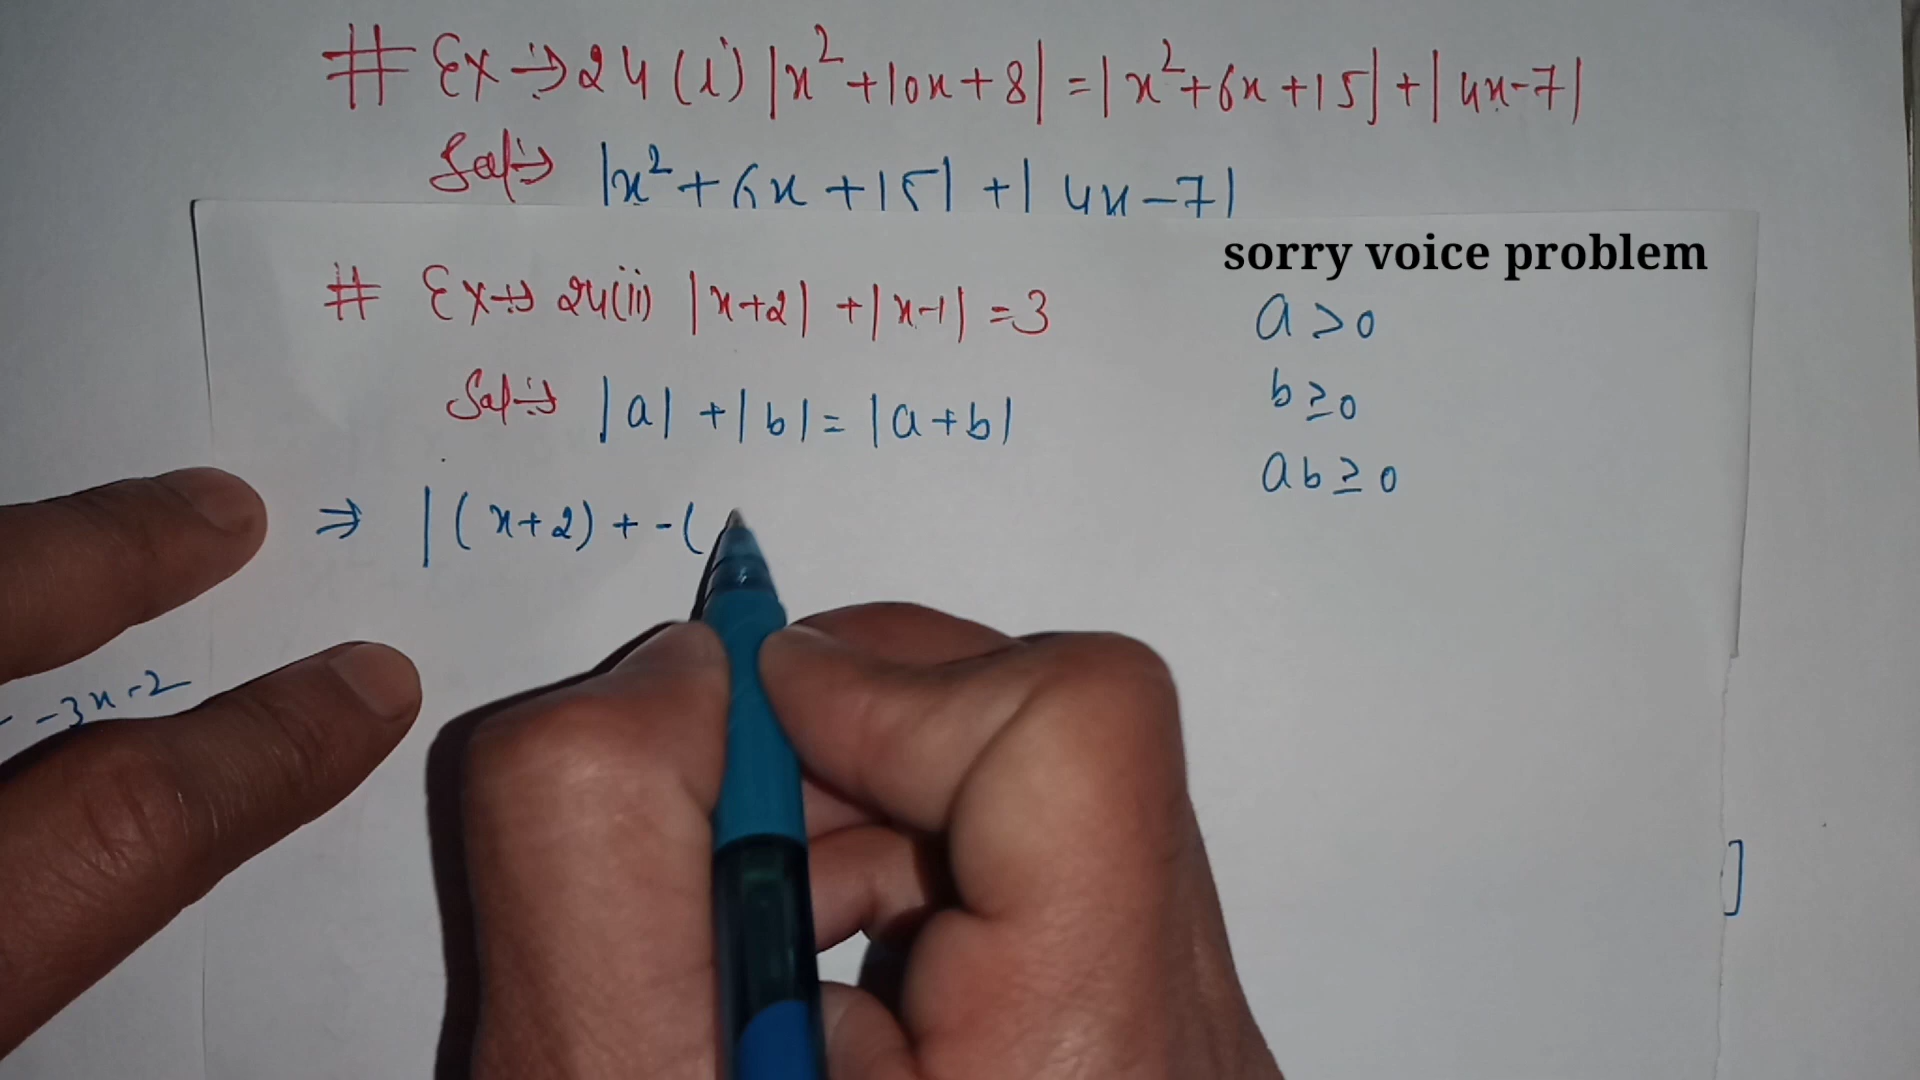 # Ex → 24 (i) |x² + 10x + 8| = |x² + 6x + 15| + |4x - 7|
Sol → |x² + 6x + 15| + |4x - 7|
sorry voice problem
# Ex → 24(ii) |x+2| + |x-1| = 3
a > 0
Sol → |a| + |b| = |a+b|
b ≥ 0
ab ≥ 0
⇒ |(x+2) + -(
-3x-2
]